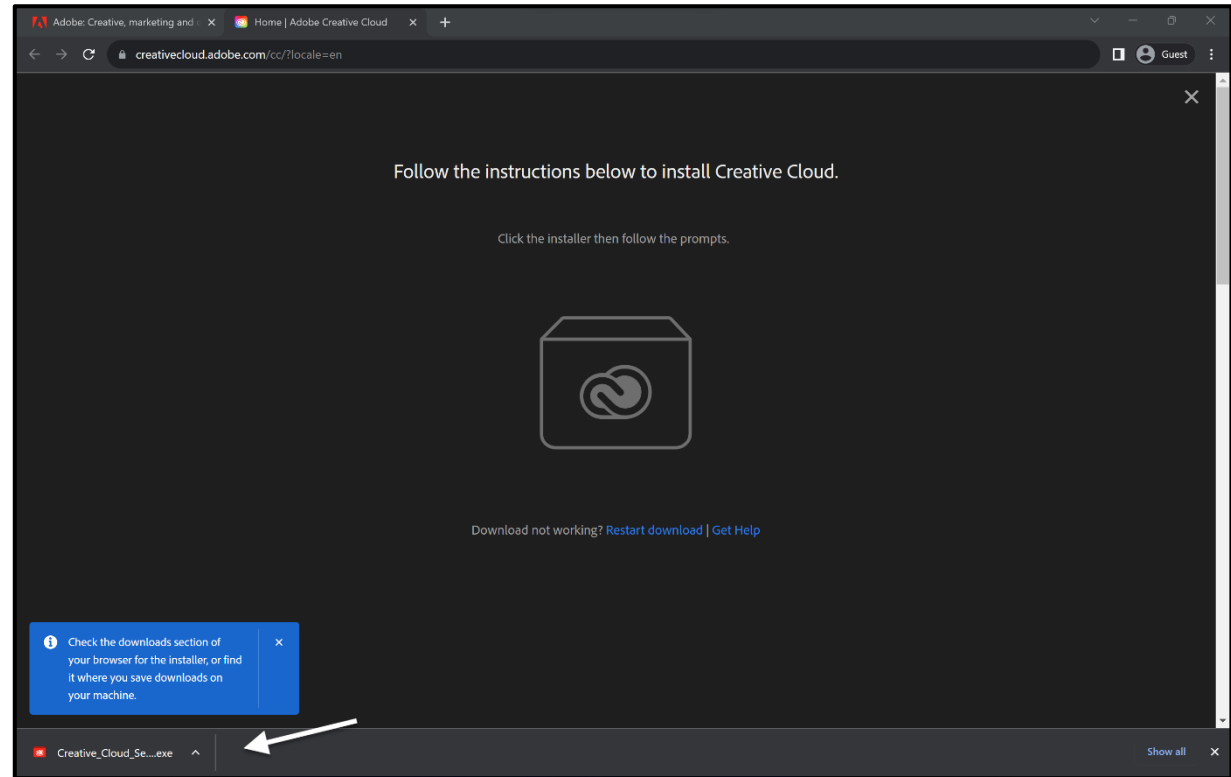 Adobe: Creative, marketing and
Home | Adobe Creative Cloud
creativecloud.adobe.com/cc/?locale=en
Guest
Follow the instructions below to install Creative Cloud.
Click the installer then follow the prompts.
Download not working? Restart download | Get Help
Check the downloads section of
your browser for the installer, or find
it where you save downloads on
your machine.
Creative_Cloud_Se....exe
Show all